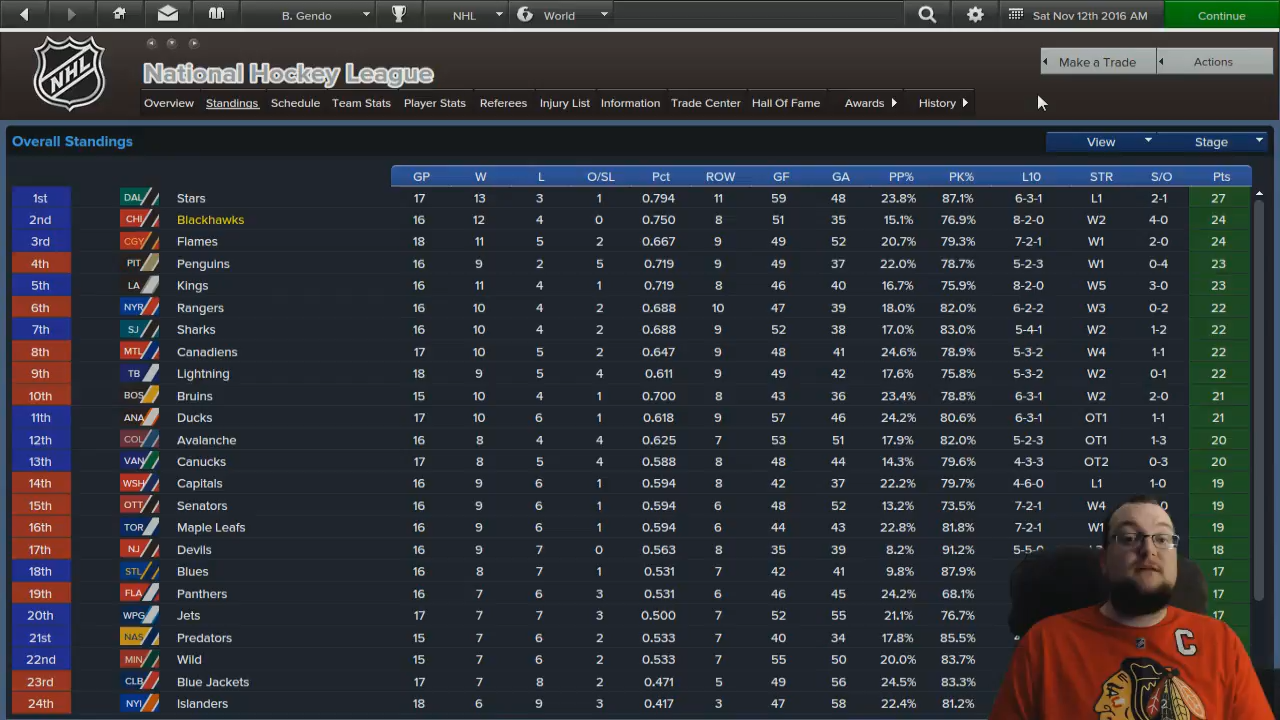 B. Gendo NHL World Sat Nov 12th 2016 AM Continue
NHL National Hockey League Make a Trade Actions
Overview Standings Schedule Team Stats Player Stats Referees Injury List Information Trade Center Hall Of Fame Awards History
Overall Standings View Stage
GP W L O/SL Pct ROW GF GA PP% PK% L10 STR S/O Pts
1st DAL Stars 17 13 3 1 0.794 11 59 48 23.8% 87.1% 6-3-1 L1 2-1 27
2nd CHI Blackhawks 16 12 4 0 0.750 8 51 35 15.1% 76.9% 8-2-0 W2 4-0 24
3rd CGY Flames 18 11 5 2 0.667 9 49 52 20.7% 79.3% 7-2-1 W1 2-0 24
4th PIT Penguins 16 9 2 5 0.719 9 49 37 22.0% 78.7% 5-2-3 W1 0-4 23
5th LA Kings 16 11 4 1 0.719 8 46 40 16.7% 75.9% 8-2-0 W5 3-0 23
6th NYR Rangers 16 10 4 2 0.688 10 47 39 18.0% 82.0% 6-2-2 W3 0-2 22
7th SJ Sharks 16 10 4 2 0.688 9 52 38 17.0% 83.0% 5-4-1 W2 1-2 22
8th MTL Canadiens 17 10 5 2 0.647 9 48 41 24.6% 78.9% 5-3-2 W4 1-1 22
9th TB Lightning 18 9 5 4 0.611 9 49 42 17.6% 75.8% 5-3-2 W1 0-1 22
10th BOS Bruins 15 10 4 1 0.700 8 43 36 23.4% 78.8% 6-3-1 W2 2-0 21
11th ANA Ducks 17 10 6 1 0.618 9 57 46 24.2% 80.6% 6-3-1 OT1 1-1 21
12th COL Avalanche 16 8 4 4 0.625 7 53 51 17.9% 82.0% 5-2-3 OT1 1-3 20
13th VAN Canucks 17 8 5 4 0.588 8 48 44 14.3% 79.6% 4-3-3 OT2 0-3 20
14th WSH Capitals 16 9 6 1 0.594 8 42 37 22.2% 79.7% 4-6-0 L1 1-0 19
15th OTT Senators 16 9 6 1 0.594 6 48 52 13.2% 73.5% 7-2-1 W4 19
16th TOR Maple Leafs 16 9 6 1 0.594 6 44 43 22.8% 81.8% 7-2-1 19
17th NJ Devils 16 9 7 0 0.563 8 35 39 8.2% 91.2% 5-5-0 18
18th STL Blues 16 8 7 1 0.531 7 42 41 9.8% 87.9% 17
19th FLA Panthers 16 7 6 3 0.531 6 46 45 24.2% 68.1% 17
20th WPG Jets 17 7 7 3 0.500 7 52 55 21.1% 76.7% 17
21st NAS Predators 15 7 6 2 0.533 7 40 34 17.8% 85.5%
22nd MIN Wild 15 7 6 2 0.533 7 55 50 20.0% 83.7%
23rd CLB Blue Jackets 17 7 8 2 0.471 5 49 56 24.5% 83.3%
24th NYI Islanders 18 6 9 3 0.417 3 47 58 22.4% 81.2%
C